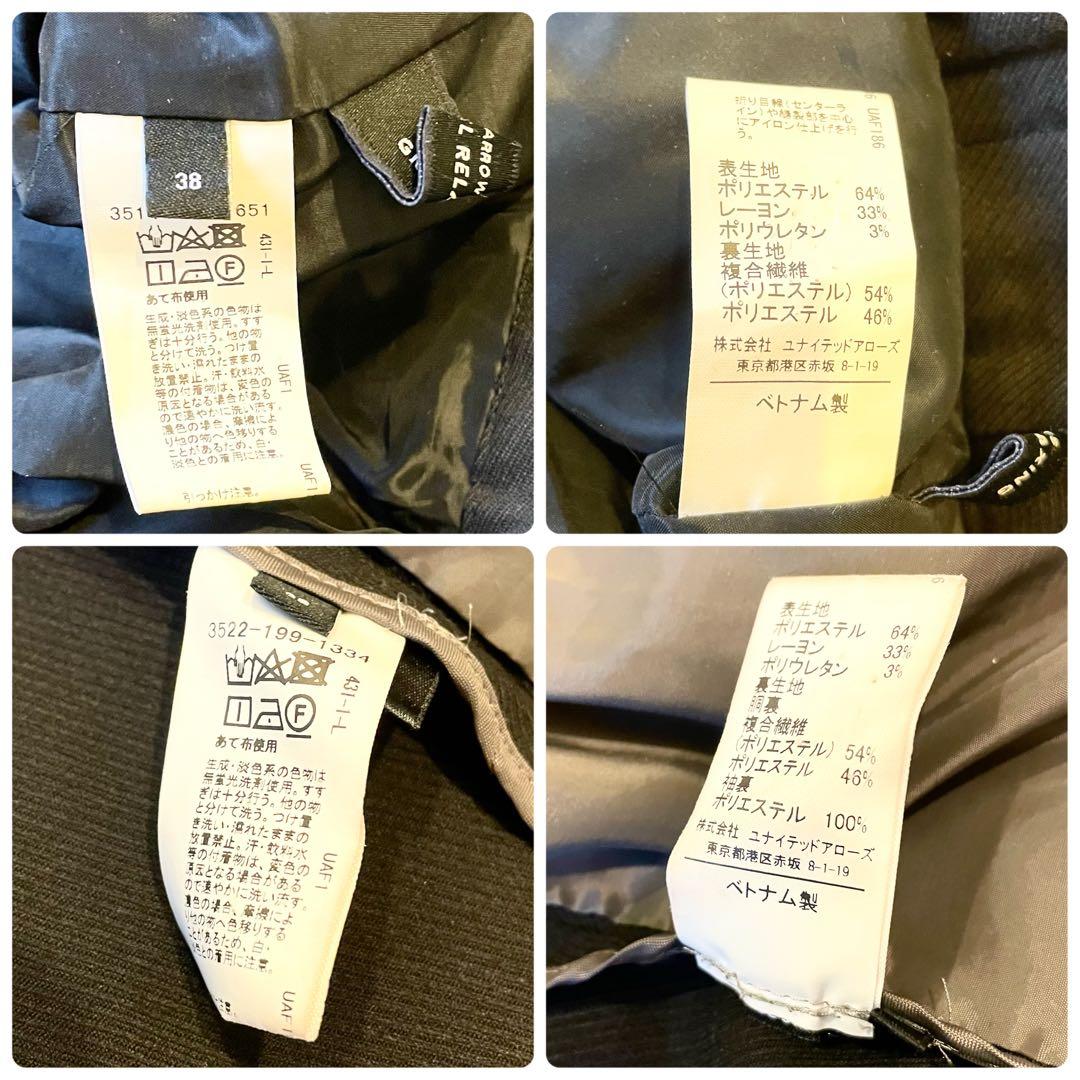 38
351
651
431-1-L
あて布使用
生成・淡色系の色物は
無蛍光洗剤使用。すす
ぎは十分行う。他の物
と分けて洗う。つけ置
き洗い・濡れたままの
放置禁止。汗・飲料水
等の付着物は、変色の
原因となる場合がある
ので速やかに洗い流す。
濃色の場合、摩擦によ
り他の物へ色移りする
ことがあるため、白・
淡色との着用に注意。
引っかけ注意。
UAF1
UAF1
ARROW
L RELA
G
折り目線(センターラ
イン)や縫製部を中心
にアイロン仕上げを行
う。
6 UAF186
表生地
ポリエステル 64%
レーヨン 33%
ポリウレタン 3%
裏生地
複合繊維
(ポリエステル) 54%
ポリエステル 46%
株式会社 ユナイテッドアローズ
東京都港区赤坂 8-1-19
ベトナム製
3522-199-1334
431-1-L
あて布使用
生成・淡色系の色物は
無蛍光洗剤使用。すす
ぎは十分行う。他の物
と分けて洗う。つけ置
き洗い・濡れたままの
放置禁止。汗・飲料水
等の付着物は、変色の
原因となる場合がある
ので速やかに洗い流す。
濃色の場合、摩擦によ
り他の物へ色移りする
ことがあるため、白・
淡色との着用に注意。
UAF1
UAF1
6
表生地
ポリエステル 64%
レーヨン 33%
ポリウレタン 3%
裏生地
胴裏
複合繊維
(ポリエステル) 54%
ポリエステル 46%
袖裏
ポリエステル 100%
株式会社 ユナイテッドアローズ
東京都港区赤坂 8-1-19
ベトナム製